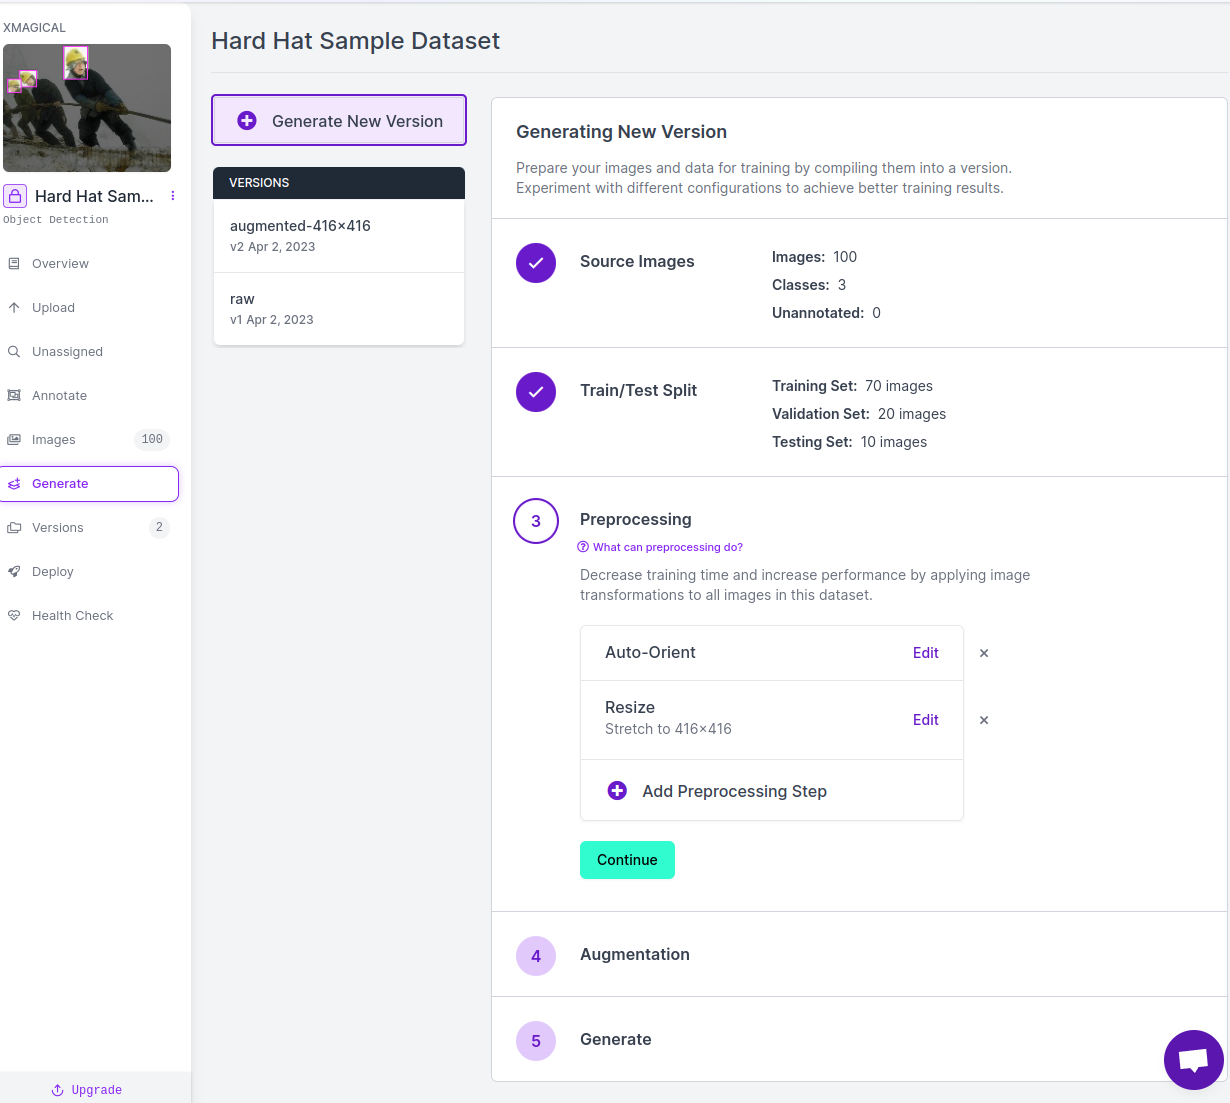 XMAGICAL
Hard Hat Sam...
Object Detection
Overview
Upload
Unassigned
Annotate
Images 100
Generate
Versions 2
Deploy
Health Check
Upgrade
Hard Hat Sample Dataset
Generate New Version
VERSIONS
augmented-416x416
v2 Apr 2, 2023
raw
v1 Apr 2, 2023
Generating New Version
Prepare your images and data for training by compiling them into a version.
Experiment with different configurations to achieve better training results.
Source Images
Images: 100
Classes: 3
Unannotated: 0
Train/Test Split
Training Set: 70 images
Validation Set: 20 images
Testing Set: 10 images
3 Preprocessing
What can preprocessing do?
Decrease training time and increase performance by applying image
transformations to all images in this dataset.
Auto-Orient Edit ×
Resize
Stretch to 416×416
Edit ×
Add Preprocessing Step
Continue
4 Augmentation
5 Generate